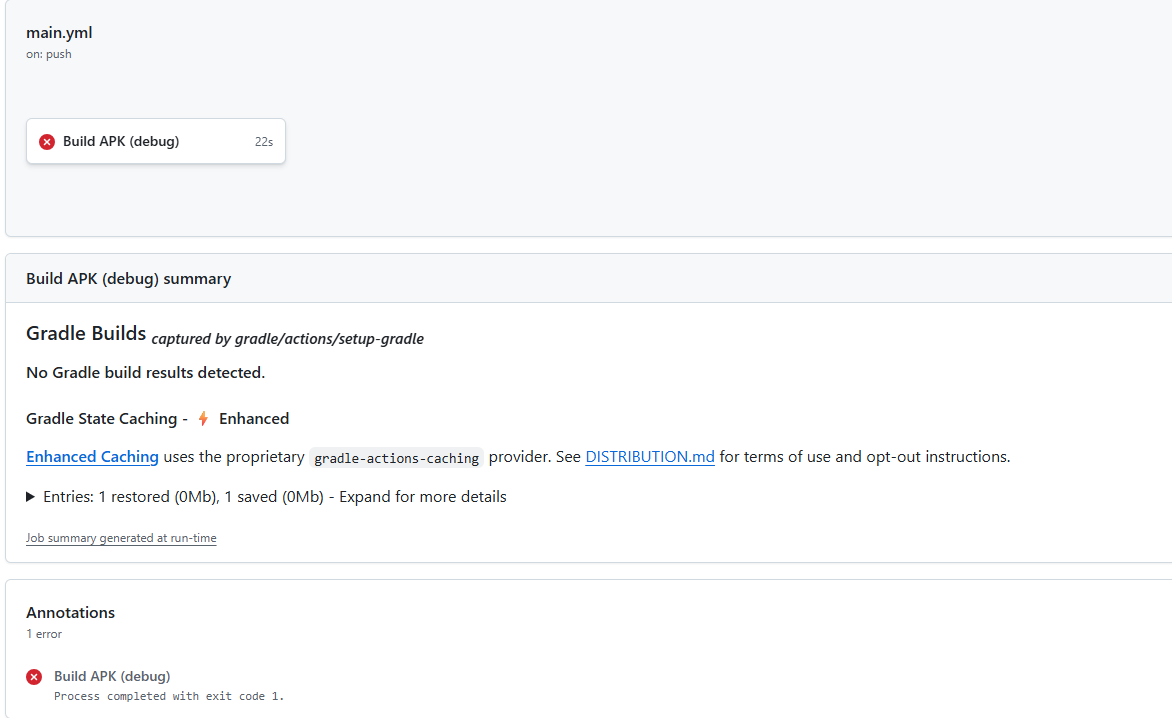 main.yml
on: push
Build APK (debug) 22s
Build APK (debug) summary
Gradle Builds captured by gradle/actions/setup-gradle
No Gradle build results detected.
Gradle State Caching - ⚡ Enhanced
Enhanced Caching uses the proprietary gradle-actions-caching provider. See DISTRIBUTION.md for terms of use and opt-out instructions.
Entries: 1 restored (0Mb), 1 saved (0Mb) - Expand for more details
Job summary generated at run-time
Annotations
1 error
Build APK (debug)
Process completed with exit code 1.